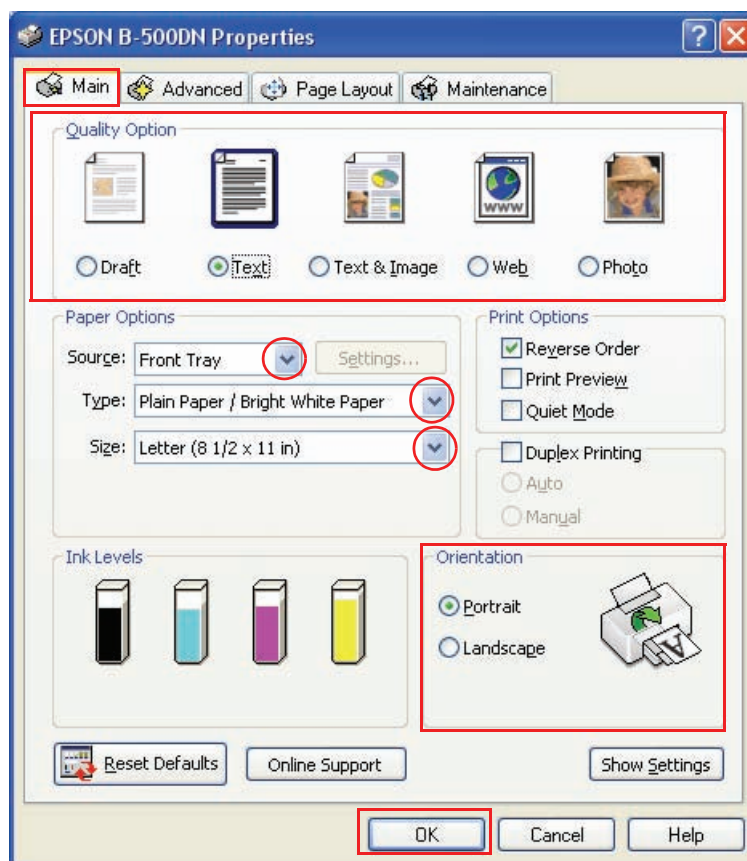 EPSON B-500DN Properties
Main Advanced Page Layout Maintenance
Quality Option
WWW
Draft Text Text & Image Web Photo
Paper Options
Source: Front Tray Settings...
Type: Plain Paper / Bright White Paper
Size: Letter (8 1/2 x 11 in)
Print Options
Reverse Order
Print Preview
Quiet Mode
Duplex Printing
Auto
Manual
Ink Levels
Orientation
Portrait
Landscape
A
Reset Defaults Online Support Show Settings
OK Cancel Help